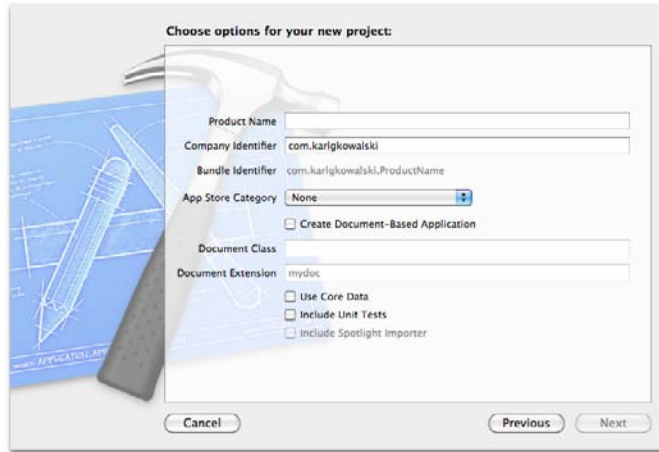 Choose options for your new project:
Product Name
Company Identifier com.karlgkowalski
Bundle Identifier com.karlgkowalski.ProductName
App Store Category None
Create Document-Based Application
Document Class
Document Extension mydoc
Use Core Data
Include Unit Tests
Include Spotlight Importer
Cancel Previous Next